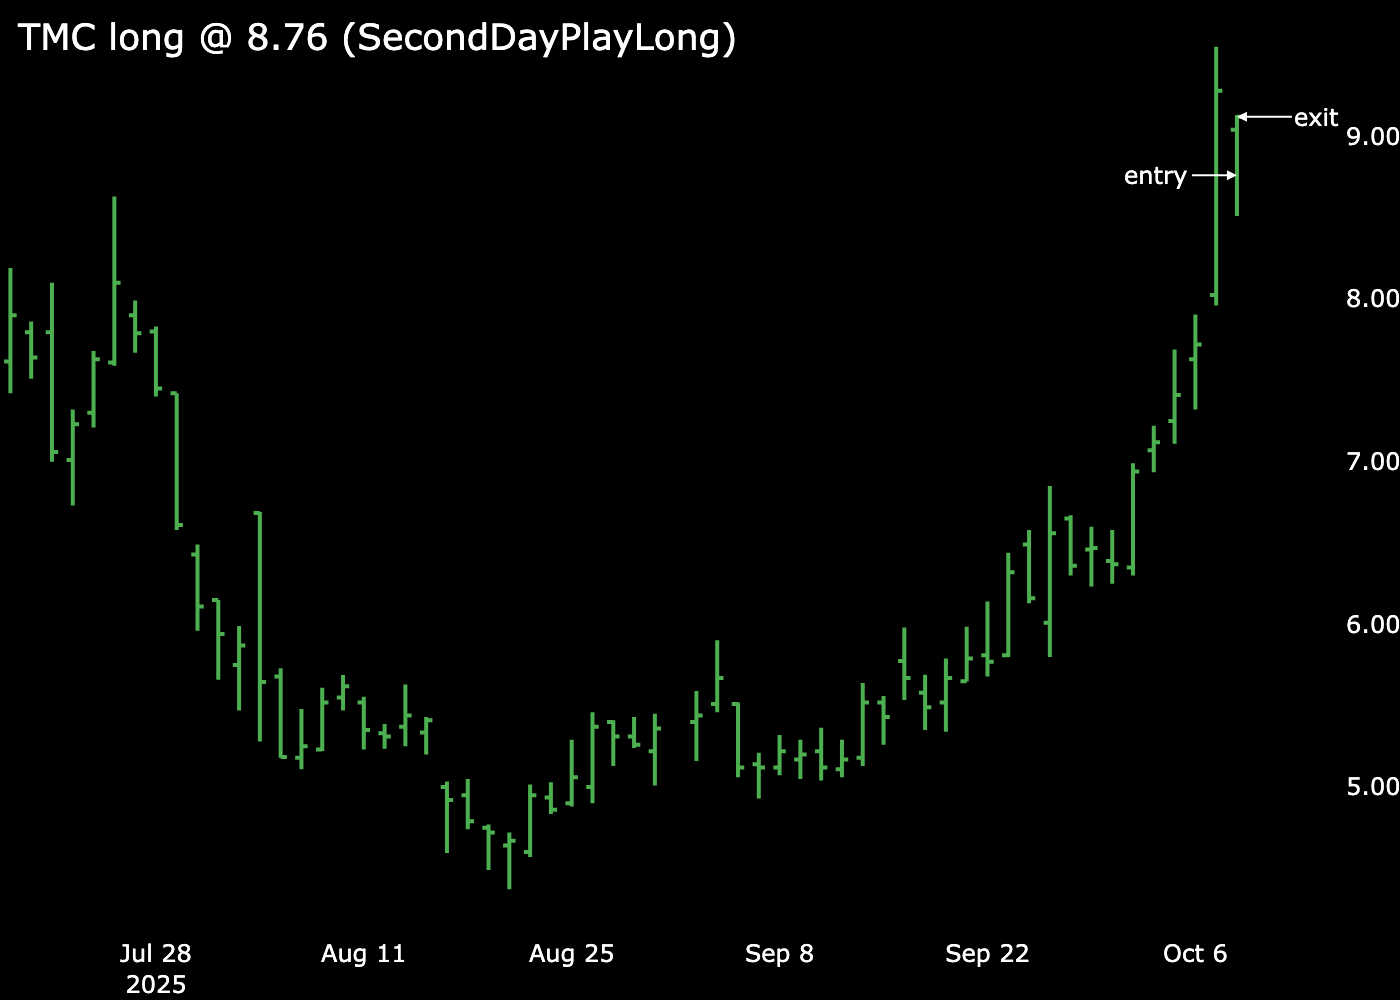 TMC long @ 8.76 (SecondDayPlayLong)
exit
9.00
entry
8.00
7.00
6.00
5.00
Jul 28
2025
Aug 11
Aug 25
Sep 8
Sep 22
Oct 6